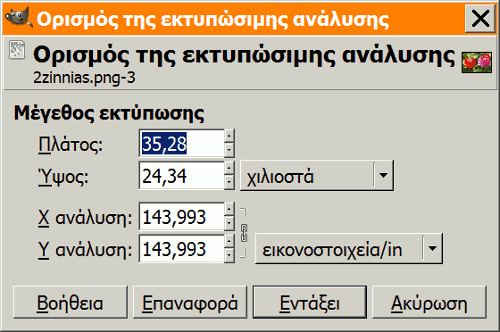 Ορισμός της εκτυπώσιμης ανάλυσης
Ορισμός της εκτυπώσιμης ανάλυσης
2zinnias.png-3
Μέγεθος εκτύπωσης
Πλάτος: 35,28
Ύψος: 24,34 χιλιοστά
X ανάλυση: 143,993
Y ανάλυση: 143,993 εικονοστοιχεία/in
Βοήθεια Επαναφορά Εντάξει Ακύρωση